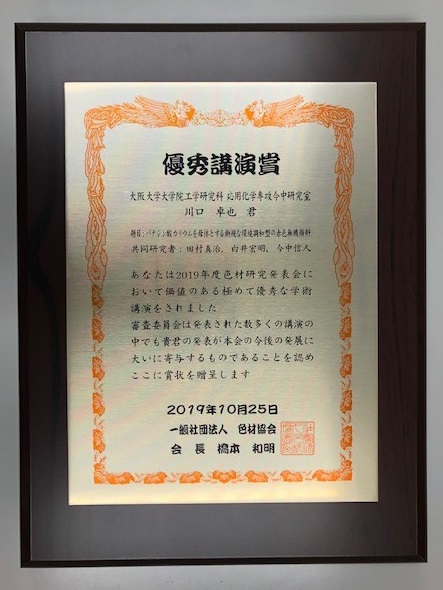 優秀講演賞
大阪大学大学院工学研究科 応用化学専攻今中研究室
川口 卓也 君
題目：バナジン酸カリウムを母体とする新規な環境調和型の赤色無機顔料
共同研究者：田村真治、白井宏明、今中信人
あなたは2019年度色材研究発表会に
おいて価値のある極めて優秀な学術
講演をされました
審査委員会は発表された数多くの講演の
中でも貴君の発表が本会の今後の発展に
大いに寄与するものであることを認め
ここに賞状を贈呈します
2019年10月25日
一般社団法人 色材協会
会 長 橋本 和明